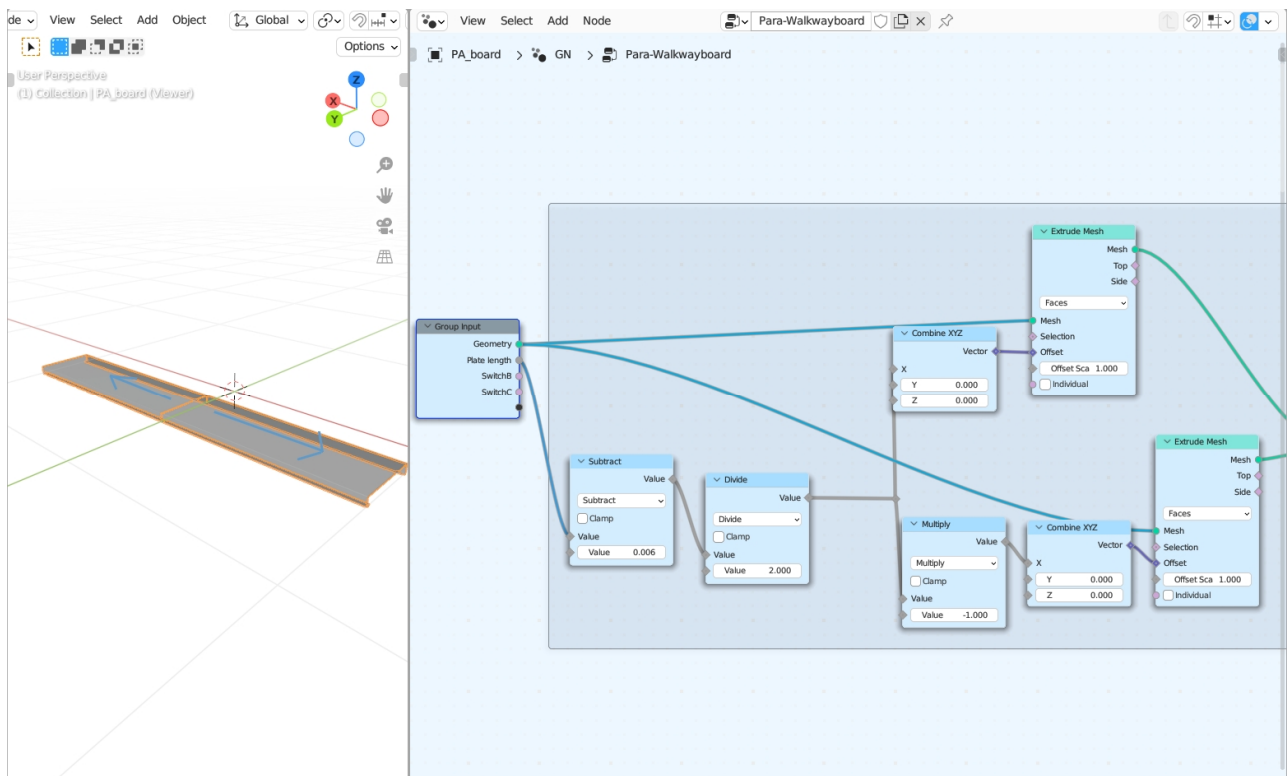 de View Select Add Object Global
Options
User Perspective
(1) Collection | PA_board (Viewer)
Z
X
Y
View Select Add Node Para-Walkwayboard
PA_board > GN > Para-Walkwayboard
Group Input
Geometry
Plate length
SwitchB
SwitchC
Subtract
Value
Subtract
Clamp
Value
Value 0.006
Divide
Value
Divide
Clamp
Value
Value 2.000
Combine XYZ
Vector
X
Y 0.000
Z 0.000
Multiply
Value
Multiply
Clamp
Value
Value -1.000
Extrude Mesh
Mesh
Top
Side
Faces
Mesh
Selection
Offset
Offset Sca 1.000
Individual
Combine XYZ
Vector
X
Y 0.000
Z 0.000
Extrude Mesh
Mesh
Top
Side
Faces
Mesh
Selection
Offset
Offset Sca 1.000
Individual